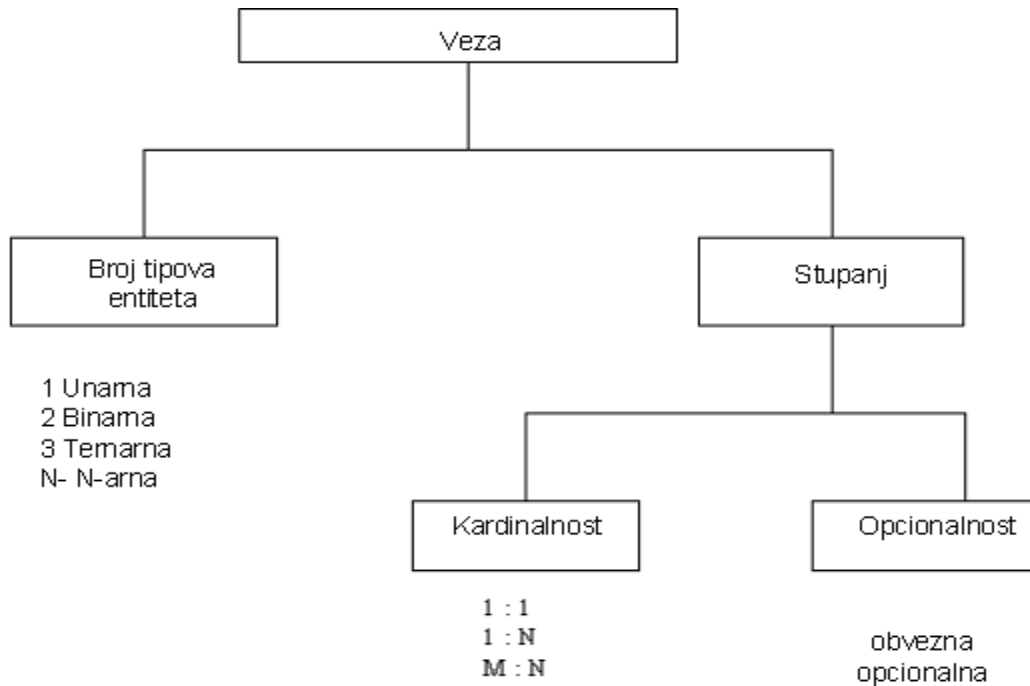 Veza
Broj tipova
entiteta
Stupanj
1 Unarna
2 Binarna
3 Ternarna
N- N-arna
Kardinalnost
Opcionalnost
1 : 1
1 : N
M : N
obvezna
opcionalna